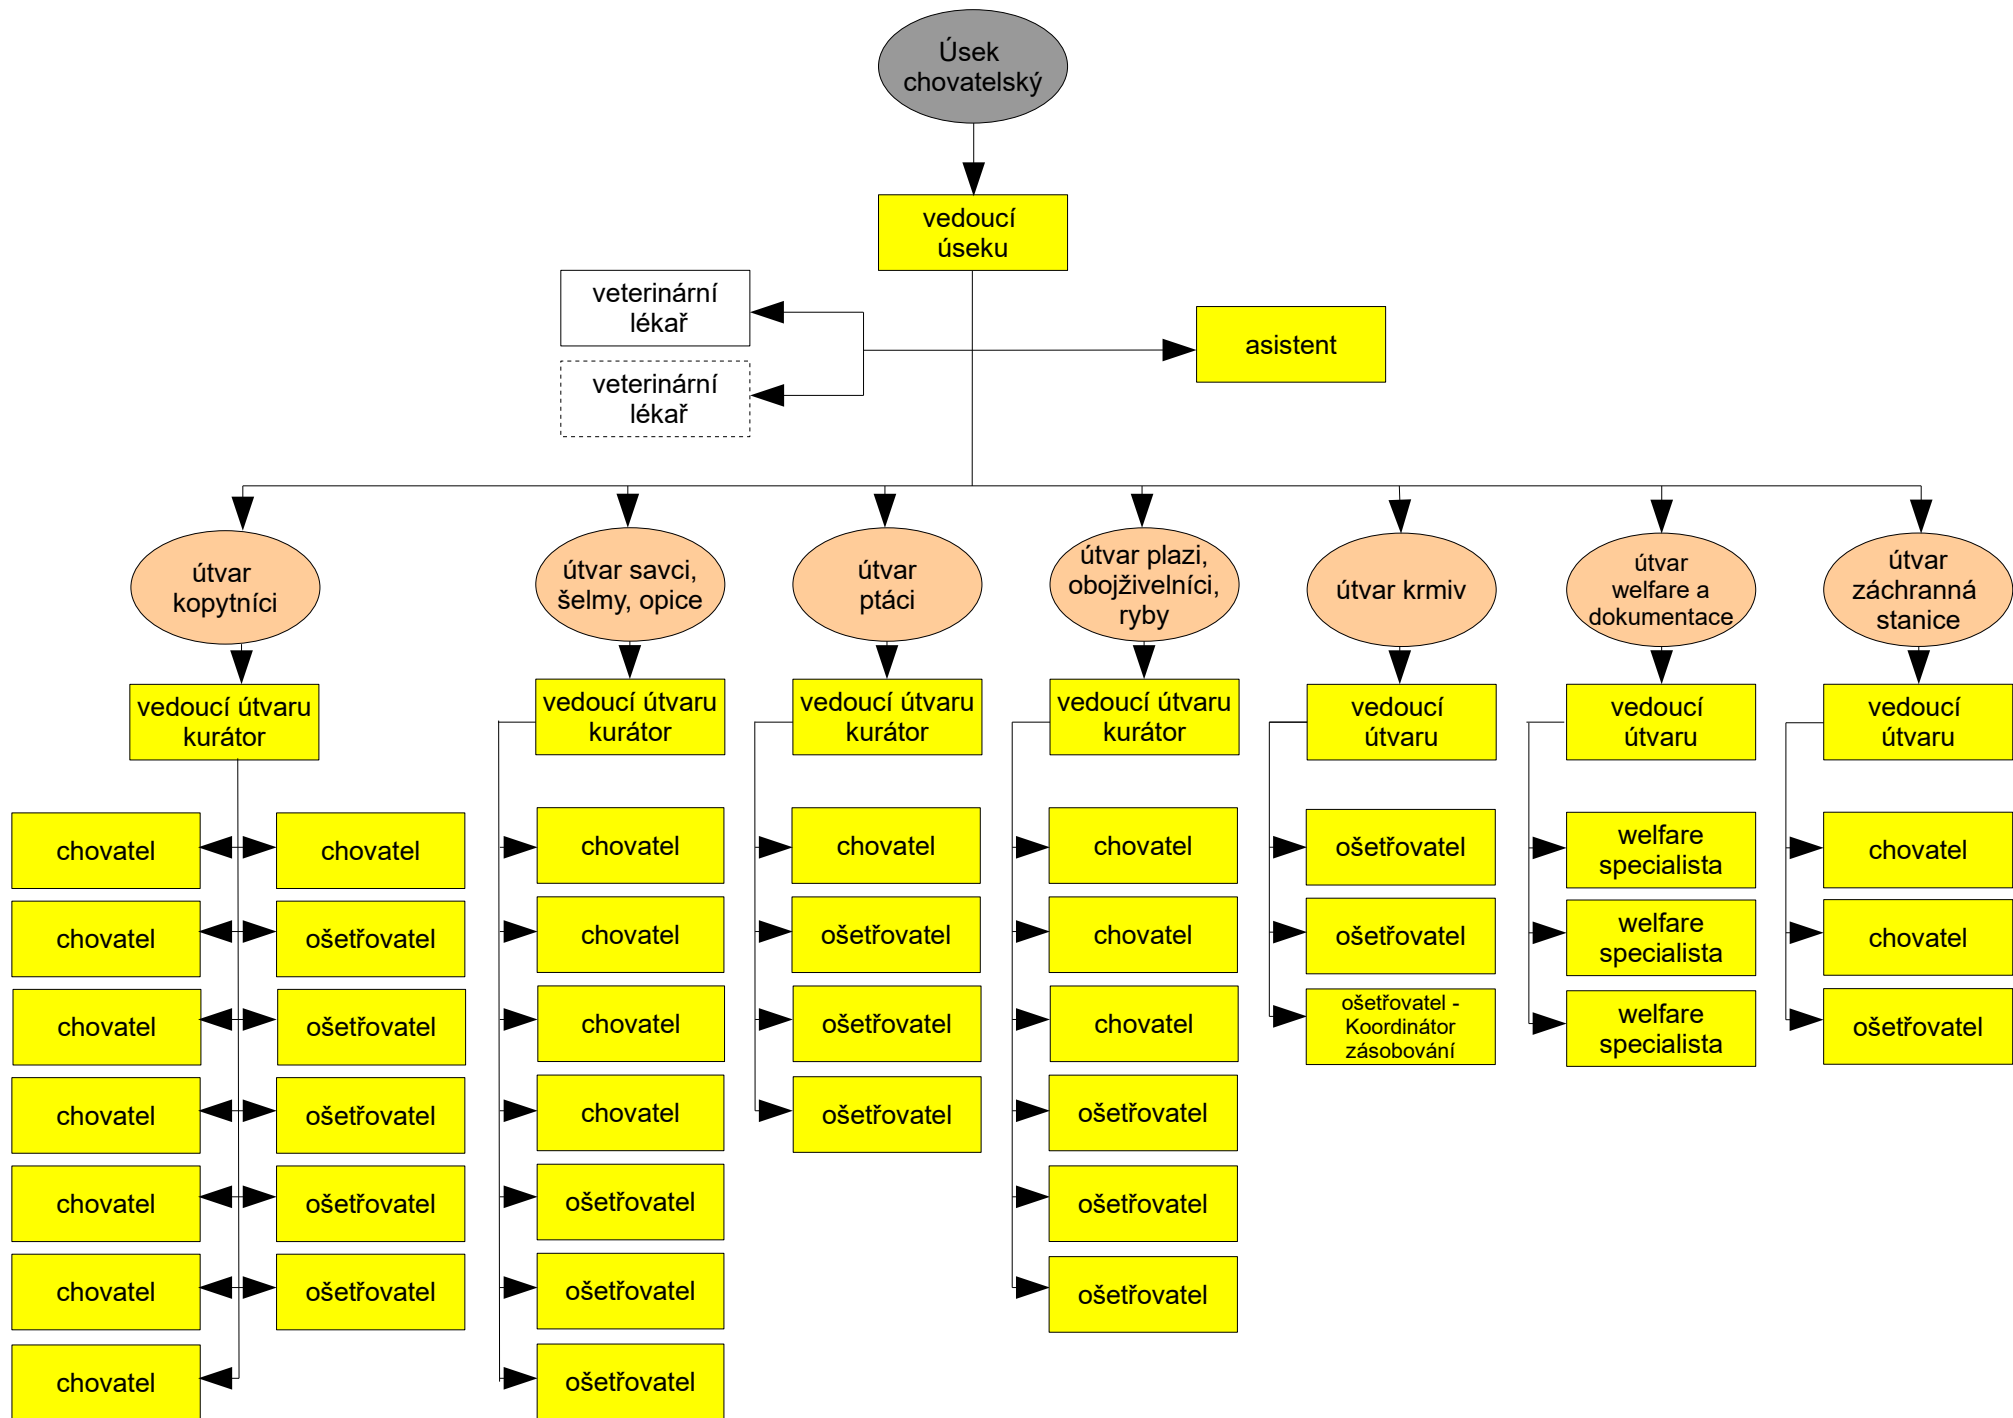 Úsek
chovatelský
vedoucí
úseku
veterinární
lékař
asistent
veterinární
lékař
útvar
kopytníci
útvar savci,
šelmy, opice
útvar
ptáci
útvar plazi,
obojživelníci,
ryby
útvar krmiv
útvar
welfare a
dokumentace
útvar
záchranná
stanice
vedoucí útvaru
kurátor
vedoucí útvaru
kurátor
vedoucí útvaru
kurátor
vedoucí útvaru
kurátor
vedoucí
útvaru
vedoucí
útvaru
vedoucí
útvaru
chovatel
chovatel
chovatel
chovatel
chovatel
chovatel
chovatel
chovatel
ošetřovatel
ošetřovatel
ošetřovatel
ošetřovatel
ošetřovatel
chovatel
chovatel
chovatel
chovatel
ošetřovatel
ošetřovatel
ošetřovatel
chovatel
ošetřovatel
ošetřovatel
ošetřovatel
chovatel
chovatel
chovatel
ošetřovatel
ošetřovatel
ošetřovatel
ošetřovatel
ošetřovatel
ošetřovatel -
Koordinátor
zásobování
welfare
specialista
welfare
specialista
welfare
specialista
chovatel
chovatel
ošetřovatel